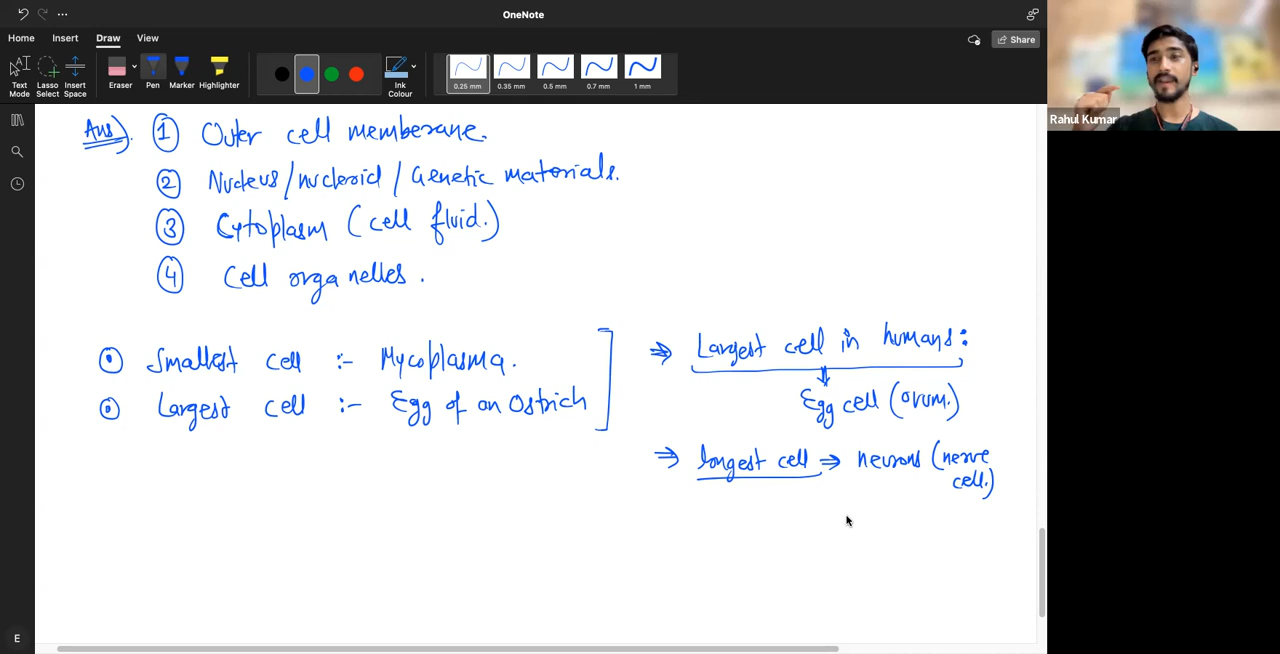 OneNote
Home Insert Draw View
Share
Text Mode
Lasso Select
Insert Space
Eraser
Pen
Marker
Highlighter
Ink Colour
0.25 mm
0.35 mm
0.5 mm
0.7 mm
1 mm
Rahul Kumar
Ans). ① Outer cell memberane.
② Nucleus/nucleoid/Genetic materials.
③ Cytoplasm (cell fluid.)
④ Cell organelles.
Smallest cell :- Mycoplasma.
Largest cell :- Egg of an Ostrich
⇒ Largest cell in humans:
↓
Egg cell (ovum.)
⇒ longest cell ⇒ neurons (nerve
cell.)
E